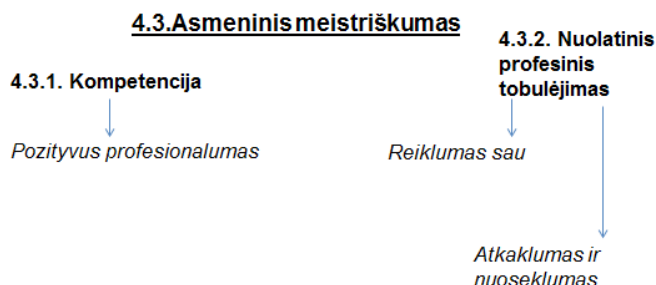 4.3.Asmeninis meistriškumas
4.3.1. Kompetencija
Pozityvus profesionalumas
4.3.2. Nuolatinis
profesinis
tobulėjimas
Reiklumas sau
Atkaklumas ir
nuoseklumas